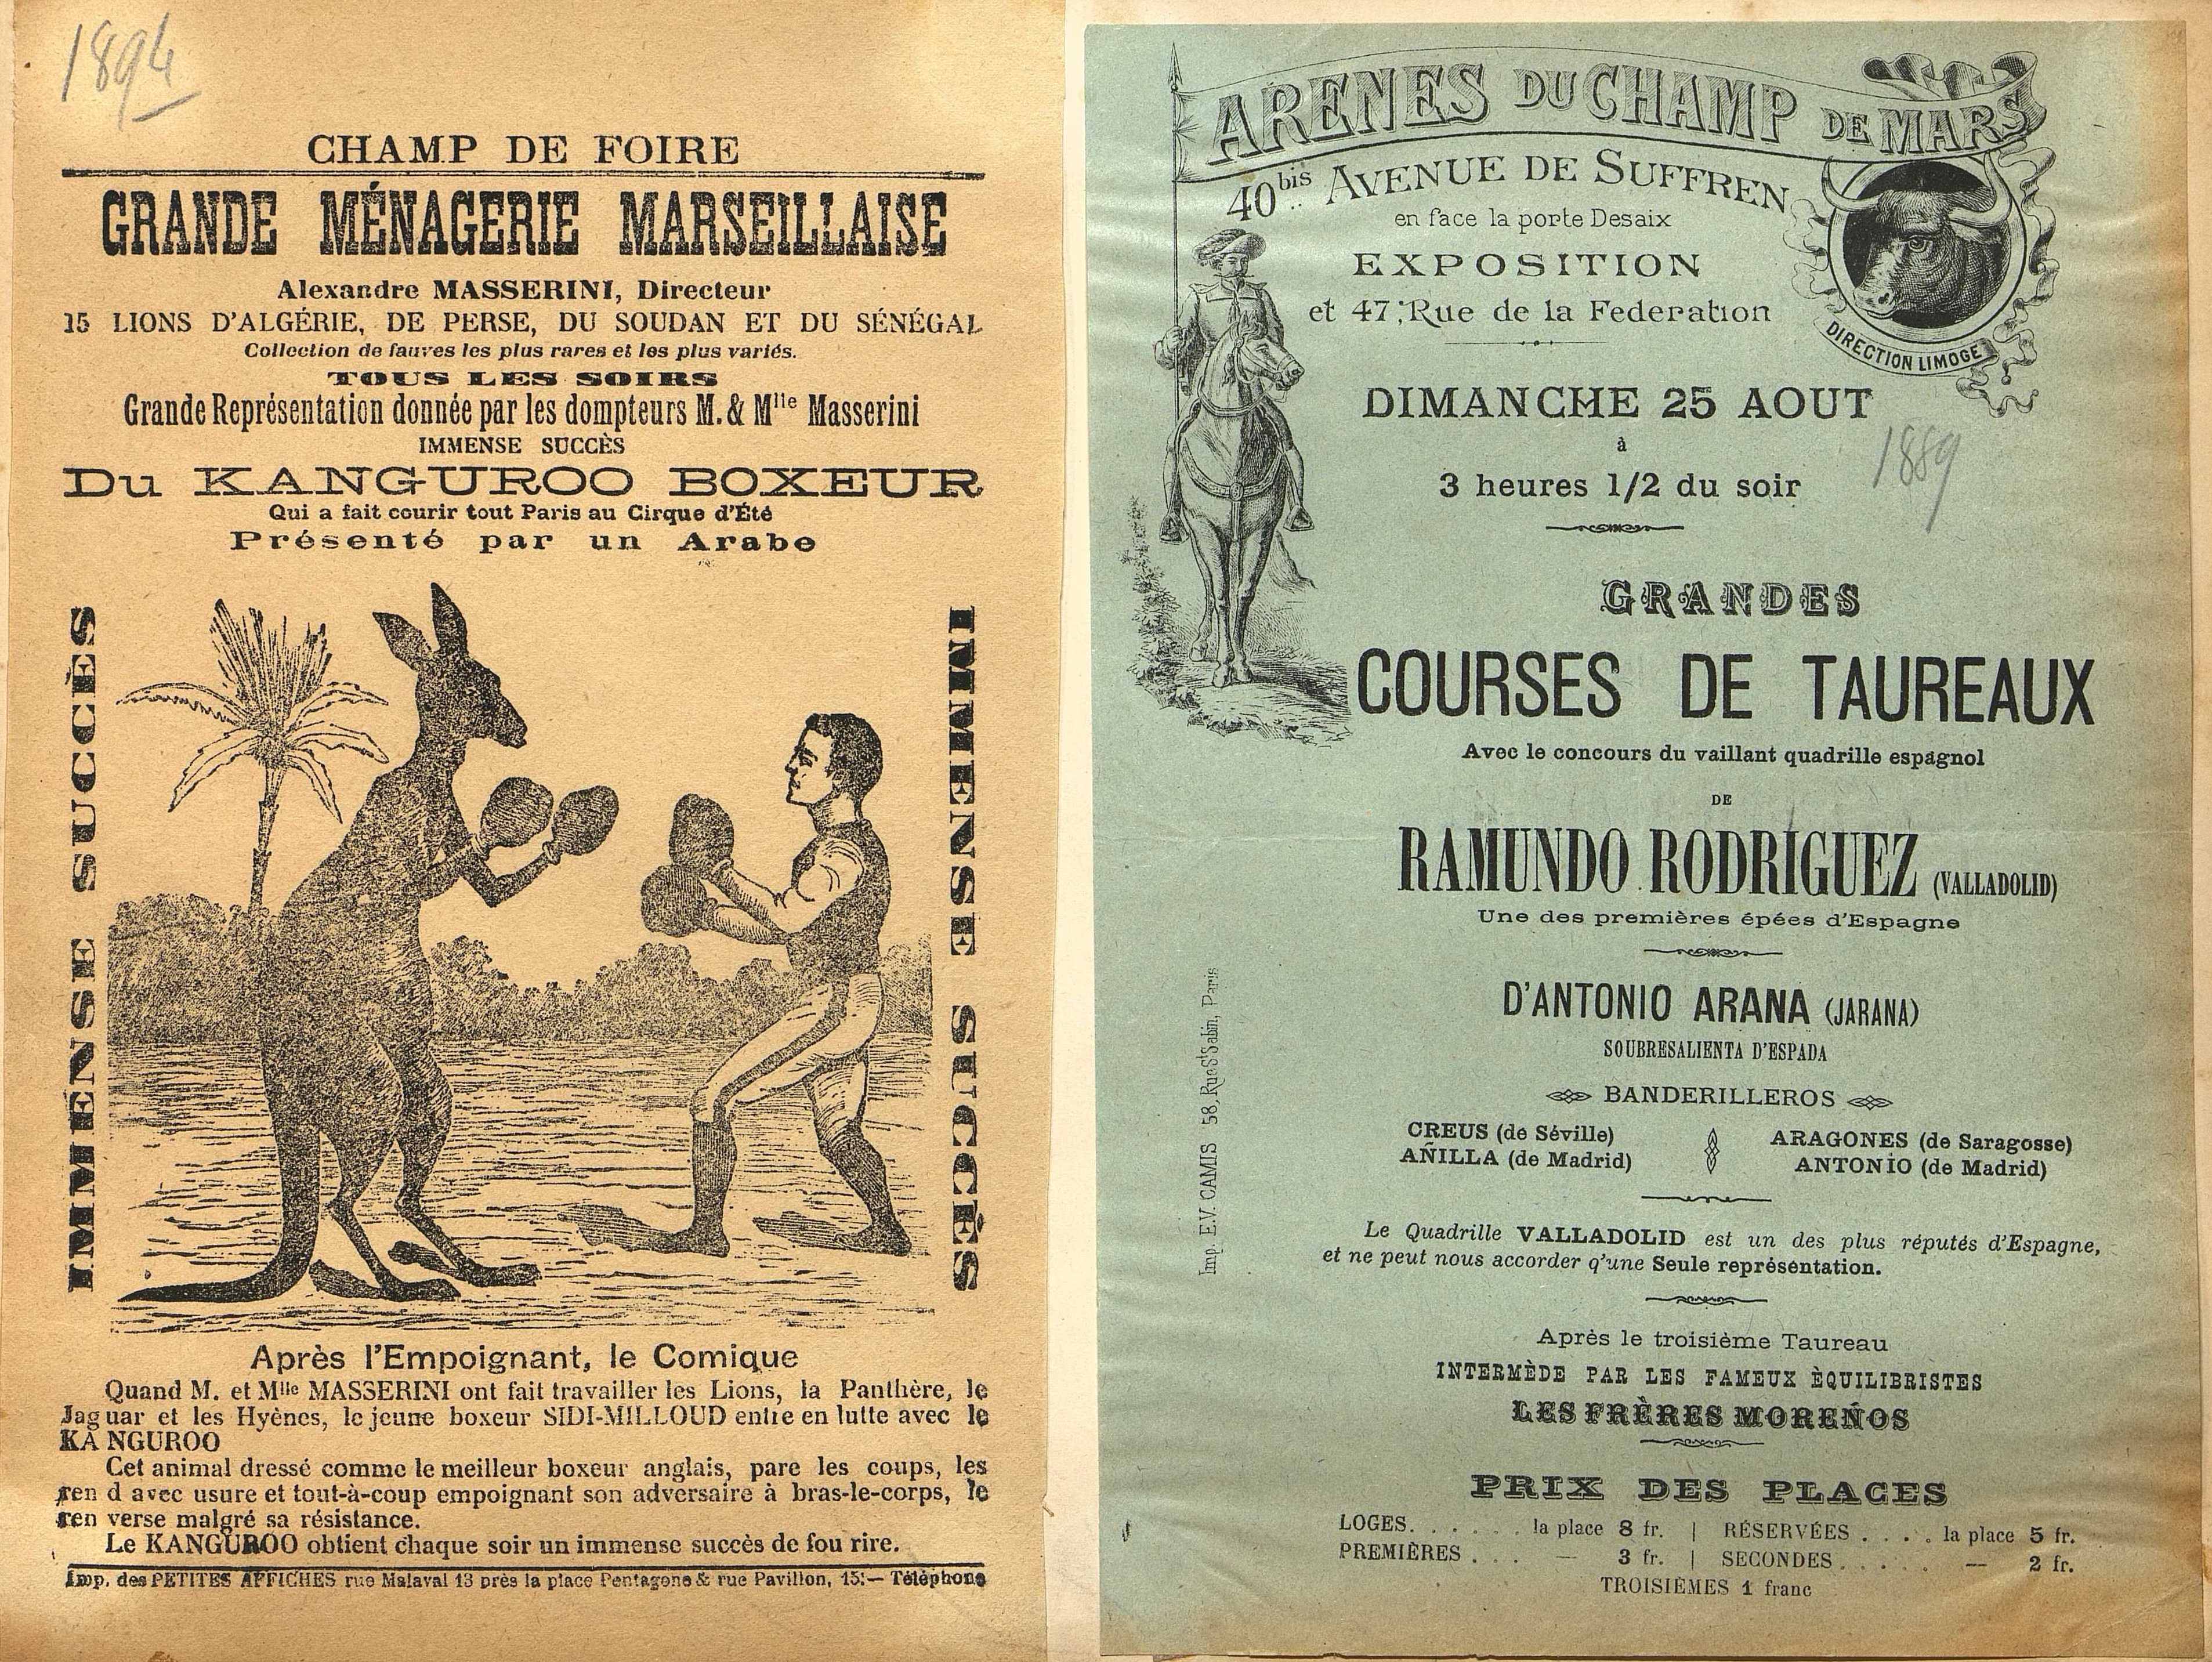 1894
CHAMP DE FOIRE
GRANDE MÉNAGERIE MARSEILLAISE
Alexandre MASSERINI, Directeur
15 LIONS D'ALGÉRIE, DE PERSE, DU SOUDAN ET DU SÉNÉGAL
Collection de fauves les plus rares et les plus variés.
TOUS LES SOIRS
Grande Représentation donnée par les dompteurs M. & Mlle Masserini
IMMENSE SUCCÈS
Du KANGUROO BOXEUR
Qui a fait courir tout Paris au Cirque d'Été
Présenté par un Arabe
IMMENSE SUCCÈS
IMMENSE SUCCÈS
Après l'Empoignant, le Comique
Quand M. et Mlle MASSERINI ont fait travailler les Lions, la Panthère, le
Jaguar et les Hyènes, le jeune boxeur SIDI-MILLOUD entre en lutte avec le
KA NGUROO
Cet animal dressé comme le meilleur boxeur anglais, pare les coups, les
ren d avec usure et tout-à-coup empoignant son adversaire à bras-le-corps, le
ren verse malgré sa résistance.
Le KANGUROO obtient chaque soir un immense succès de fou rire.
Imp. des PETITES AFFICHES rue Malaval 13 près la place Pentagone & rue Pavillon, 15.— Téléphone
ARENES DU CHAMP DE MARS
40bis AVENUE DE SUFFREN
en face la porte Desaix
EXPOSITION
et 47, Rue de la Federation
DIRECTION LIMOGE
DIMANCHE 25 AOUT
1889
à
3 heures 1/2 du soir
GRANDES
COURSES DE TAUREAUX
Avec le concours du vaillant quadrille espagnol
DE
RAMUNDO RODRIGUEZ (VALLADOLID)
Une des premières épées d'Espagne
D'ANTONIO ARANA (JARANA)
SOUBRESALIENTA D'ESPADA
BANDERILLEROS
CREUS (de Séville)
AÑILLA (de Madrid)
ARAGONES (de Saragosse)
ANTONIO (de Madrid)
Le Quadrille VALLADOLID est un des plus réputés d'Espagne,
et ne peut nous accorder q'une Seule représentation.
Après le troisième Taureau
INTERMÈDE PAR LES FAMEUX ÈQUILIBRISTES
LES FRÈRES MOREÑOS
PRIX DES PLACES
LOGES. . . . . . . la place 8 fr. | RÉSERVÉES . . . . la place 5 fr.
PREMIÈRES . . . — 3 fr. | SECONDES. . . . . — 2 fr.
TROISIÈMES 1 franc
Imp. E.V. CAMIS 58, Rue St Sabin, Paris